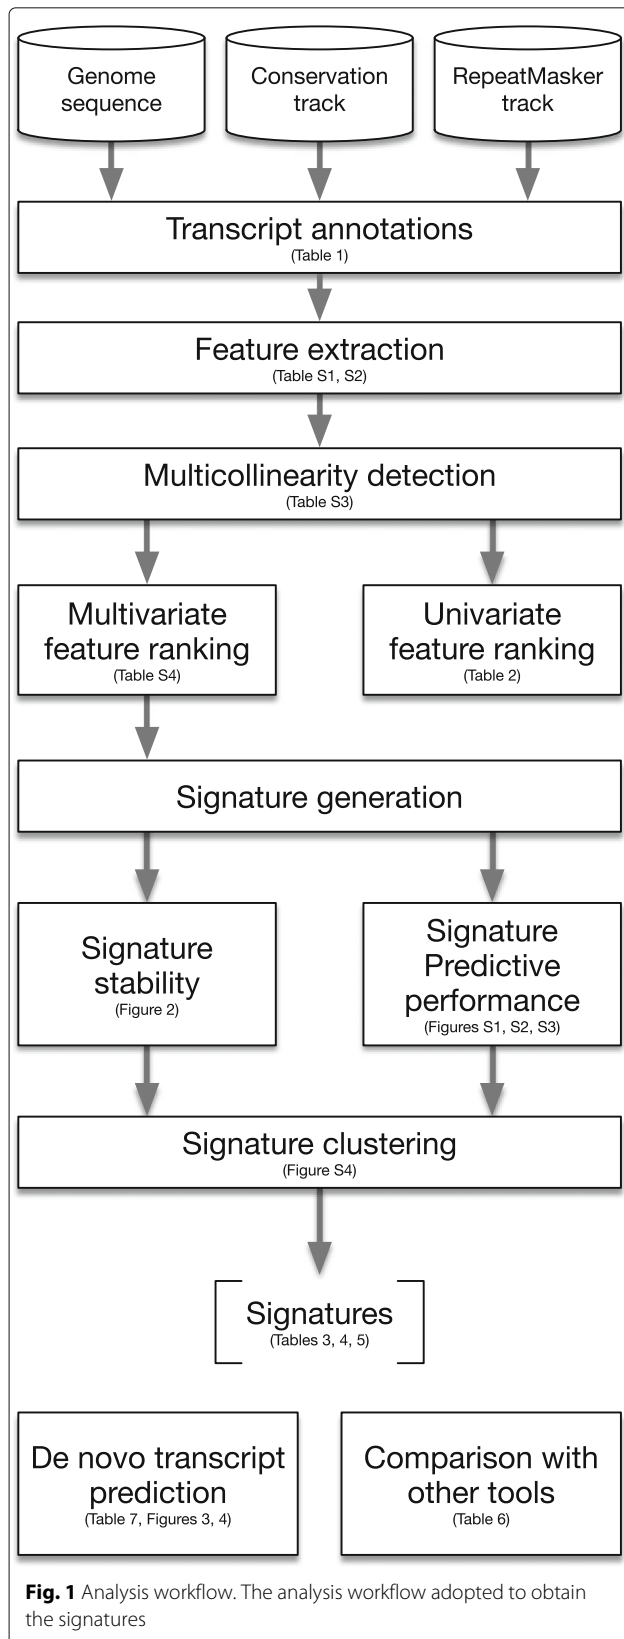 Genome
sequence
Conservation
track
RepeatMasker
track
Transcript annotations
(Table 1)
Feature extraction
(Table S1, S2)
Multicollinearity detection
(Table S3)
Multivariate
feature ranking
(Table S4)
Univariate
feature ranking
(Table 2)
Signature generation
Signature
stability
(Figure 2)
Signature
Predictive
performance
(Figures S1, S2, S3)
Signature clustering
(Figure S4)
Signatures
(Tables 3, 4, 5)
De novo transcript
prediction
(Table 7, Figures 3, 4)
Comparison with
other tools
(Table 6)
Fig. 1 Analysis workflow. The analysis workflow adopted to obtain
the signatures